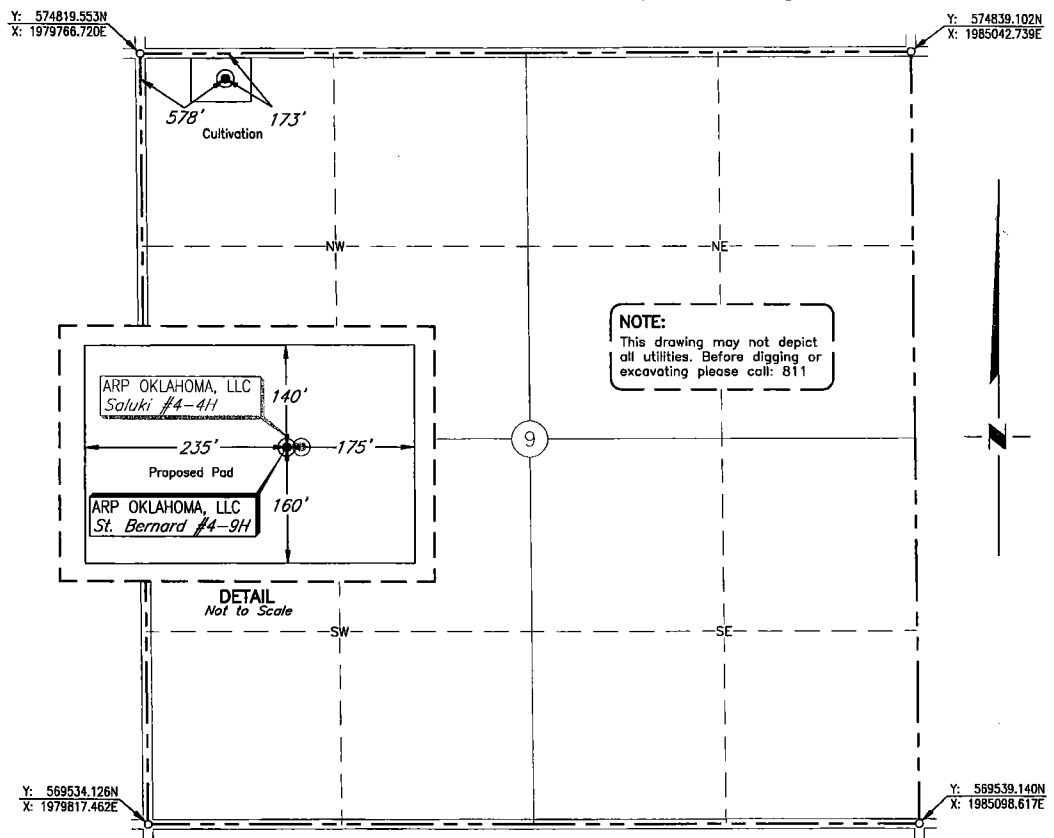 Y: 574819.553N
X: 1979766.720E
Y: 574839.102N
X: 1985042.739E
578'
173'
Cultivation
NW
NE
NOTE:
This drawing may not depict
all utilities. Before digging or
excavating please call: 811
ARP OKLAHOMA, LLC
Saluki #4-4H
140'
235'
175'
9
Proposed Pad
ARP OKLAHOMA, LLC
St. Bernard #4-9H
160'
N
DETAIL
Not to Scale
SW
SE
Y: 569534.126N
X: 1979817.462E
Y: 569539.140N
X: 1985098.617E